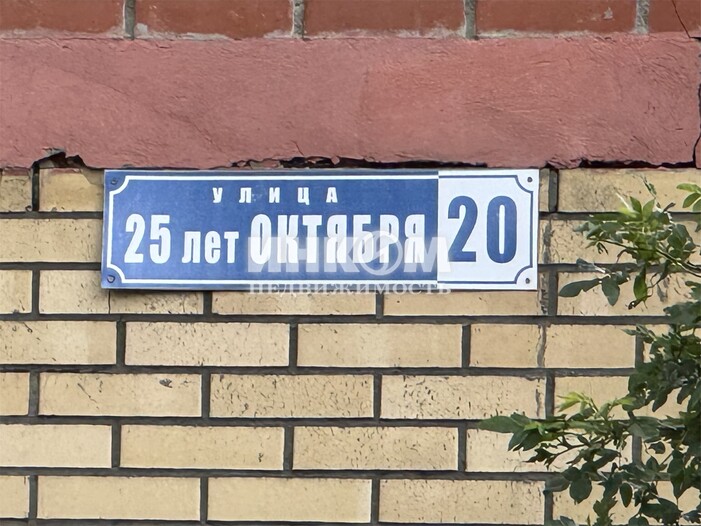 УЛИЦА
25 лет ОКТЯБРЯ 20
ИНКОМ
НЕДВИЖИМОСТЬ